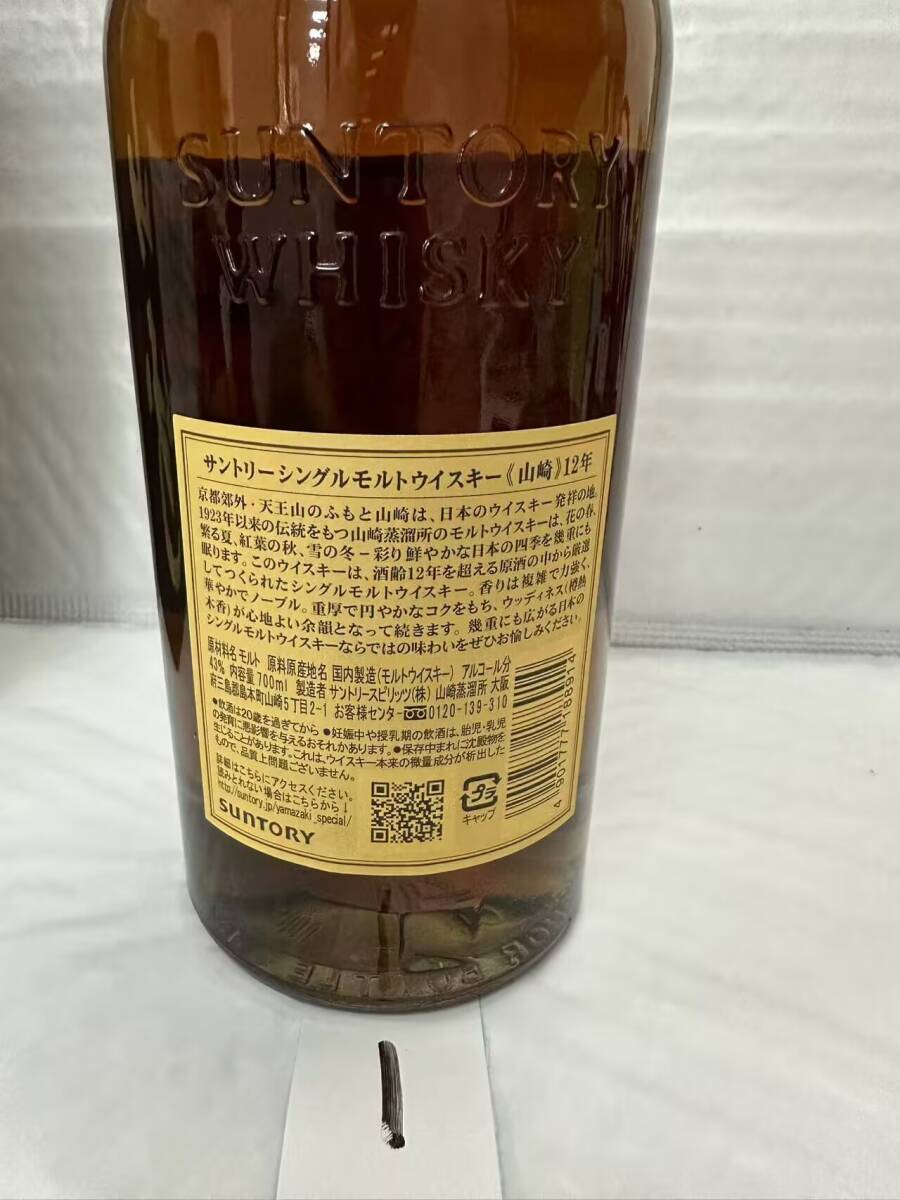 SUNTORY
WHISKY
サントリーシングルモルトウイスキー《山崎》12年
京都郊外・天王山のふもと山崎は、日本のウイスキー発祥の地。
1923年以来の伝統をもつ山崎蒸溜所のモルトウイスキーは、花の春、
繁る夏、紅葉の秋、雪の冬−彩り鮮やかな日本の四季を幾重にも
眠ります。このウイスキーは、酒齢12年を超える原酒の中から厳選
してつくられたシングルモルトウイスキー。香りは複雑で力強く、
華やかでノーブル。重厚で円やかなコクをもち、ウッディネス(樽熟
木香)が心地よい余韻となって続きます。幾重にも広がる日本の
シングルモルトウイスキーならではの味わいをぜひお愉しみください。
原材料名 モルト 原料原産地名 国内製造(モルトウイスキー) アルコール分
43% 内容量700ml 製造者 サントリースピリッツ(株) 山崎蒸溜所 大阪
府三島郡島本町山崎5丁目2-1 お客様センター 0120-139-310
●飲酒は20歳を過ぎてから ●妊娠中や授乳期の飲酒は、胎児・乳児
の発育に悪影響を与えるおそれがあります。●保存中まれに沈殿物を
生じることがあります。これは、ウイスキー本来の微量成分が析出した
もので、品質上問題ございません。
詳細はこちらにアクセスください。
読みとれない場合はこちらから↓
http://suntory.jp/yamazaki_special/
SUNTORY
プラ
キャップ
4 901777 188914
1